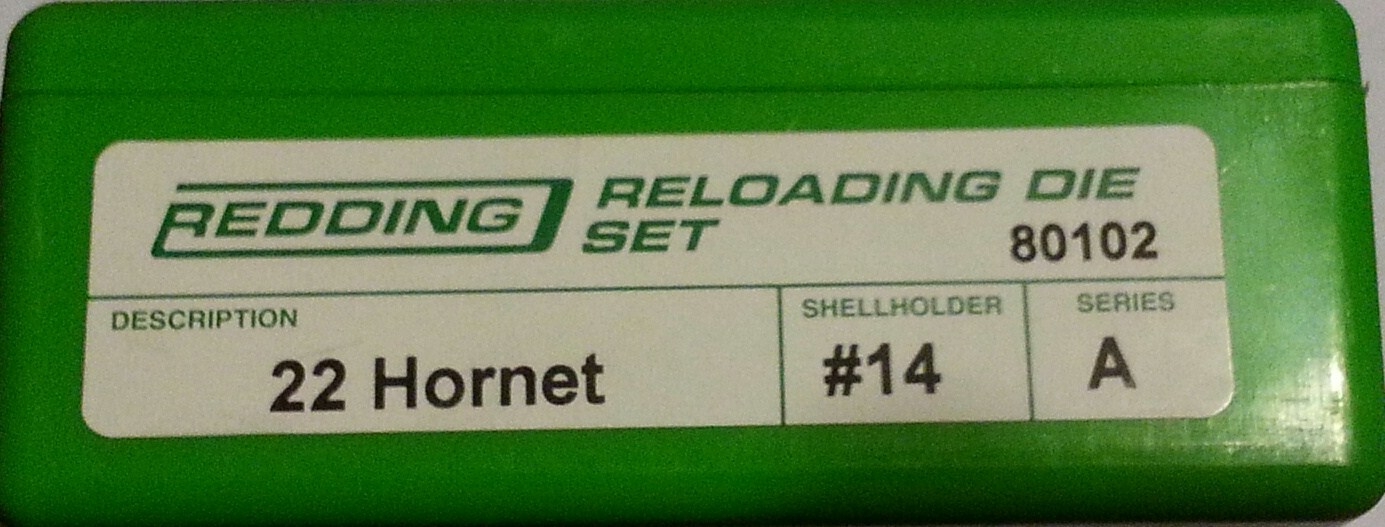 REDDING RELOADING DIE
SET
80102
DESCRIPTION SHELLHOLDER SERIES
22 Hornet #14 A